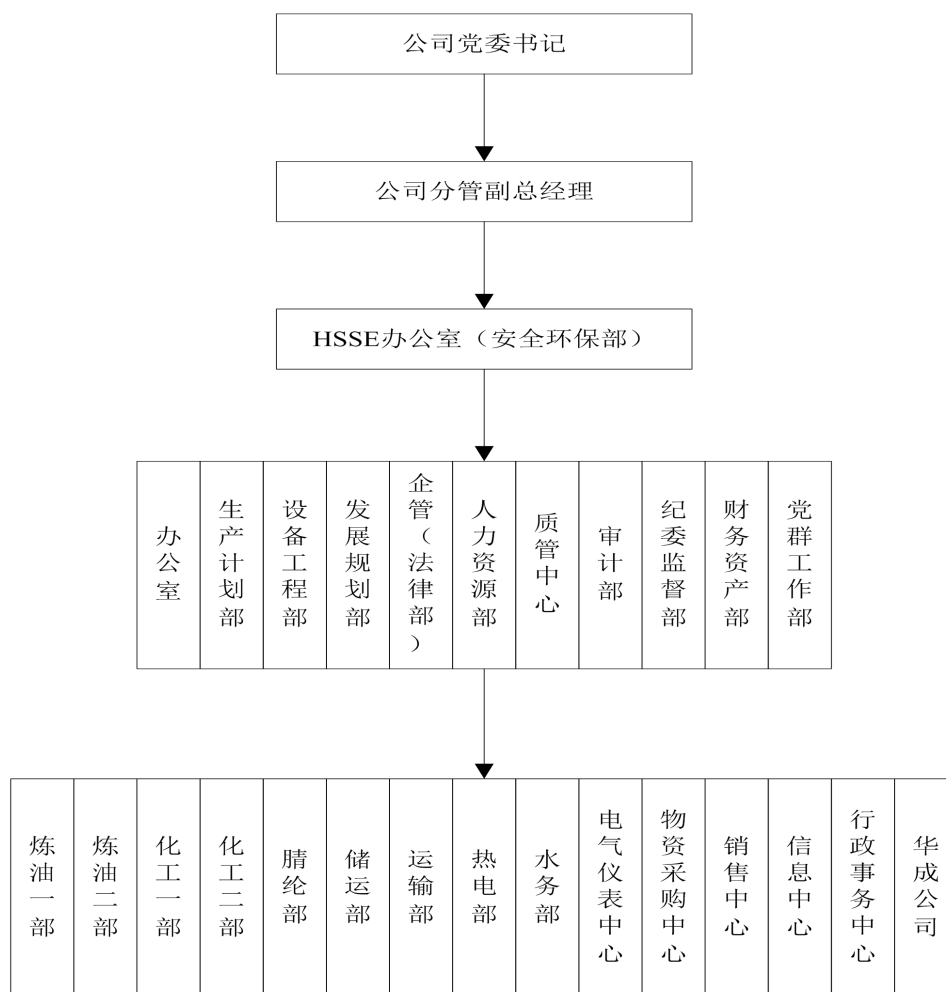 公司党委书记
公司分管副总经理
HSSE办公室（安全环保部）
办公室
生产计划部
设备工程部
发展规划部
企管（法律部）
人力资源部
质管中心
审计部
纪委监督部
财务资产部
党群工作部
炼油一部
炼油二部
化工一部
化工二部
腈纶部
储运部
运输部
热电部
水务部
电气仪表中心
物资采购中心
销售中心
信息中心
行政事务中心
华成公司